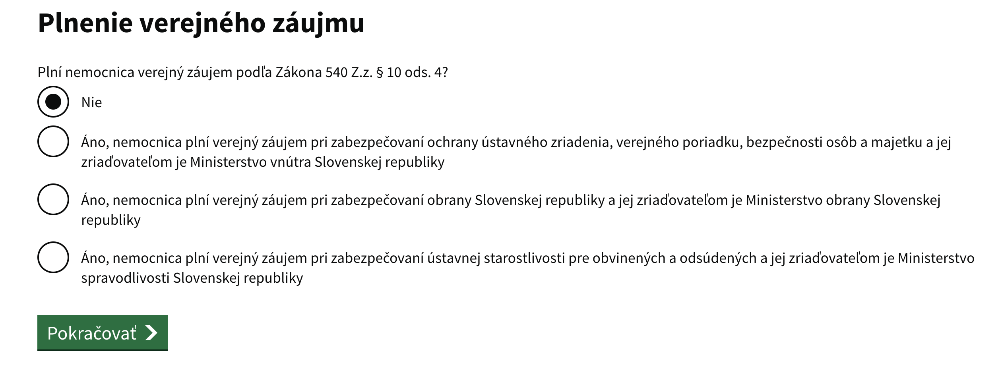 Plnenie verejného záujmu
Plní nemocnica verejný záujem podľa Zákona 540 Z.z. § 10 ods. 4?
Nie
Áno, nemocnica plní verejný záujem pri zabezpečovaní ochrany ústavného zriadenia, verejného poriadku, bezpečnosti osôb a majetku a jej
zriaďovateľom je Ministerstvo vnútra Slovenskej republiky
Áno, nemocnica plní verejný záujem pri zabezpečovaní obrany Slovenskej republiky a jej zriaďovateľom je Ministerstvo obrany Slovenskej
republiky
Áno, nemocnica plní verejný záujem pri zabezpečovaní ústavnej starostlivosti pre obvinených a odsúdených a jej zriaďovateľom je Ministerstvo
spravodlivosti Slovenskej republiky
Pokračovať